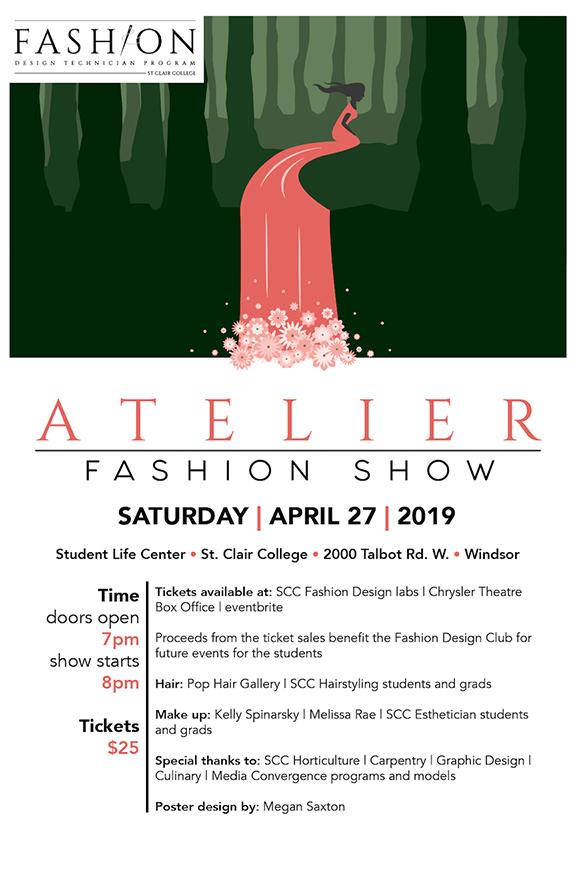 FASHION
DESIGN TECHNICIAN PROGRAM
ST CLAIR COLLEGE
ATELIER
FASHION SHOW
SATURDAY | APRIL 27 | 2019
Student Life Center • St. Clair College • 2000 Talbot Rd. W. • Windsor
Time
doors open
7pm
show starts
8pm
Tickets
$25
Tickets available at: SCC Fashion Design labs | Chrysler Theatre
Box Office | eventbrite
Proceeds from the ticket sales benefit the Fashion Design Club for
future events for the students
Hair: Pop Hair Gallery | SCC Hairstyling students and grads
Make up: Kelly Spinarsky | Melissa Rae | SCC Esthetician students
and grads
Special thanks to: SCC Horticulture | Carpentry | Graphic Design |
Culinary | Media Convergence programs and models
Poster design by: Megan Saxton